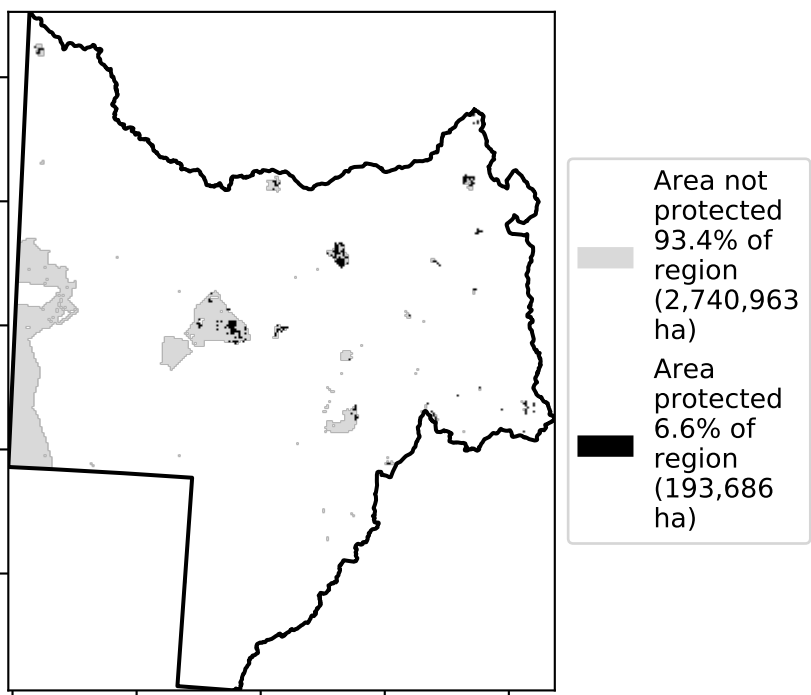 Area not
protected
93.4% of
region
(2,740,963
ha)
Area
protected
6.6% of
region
(193,686
ha)